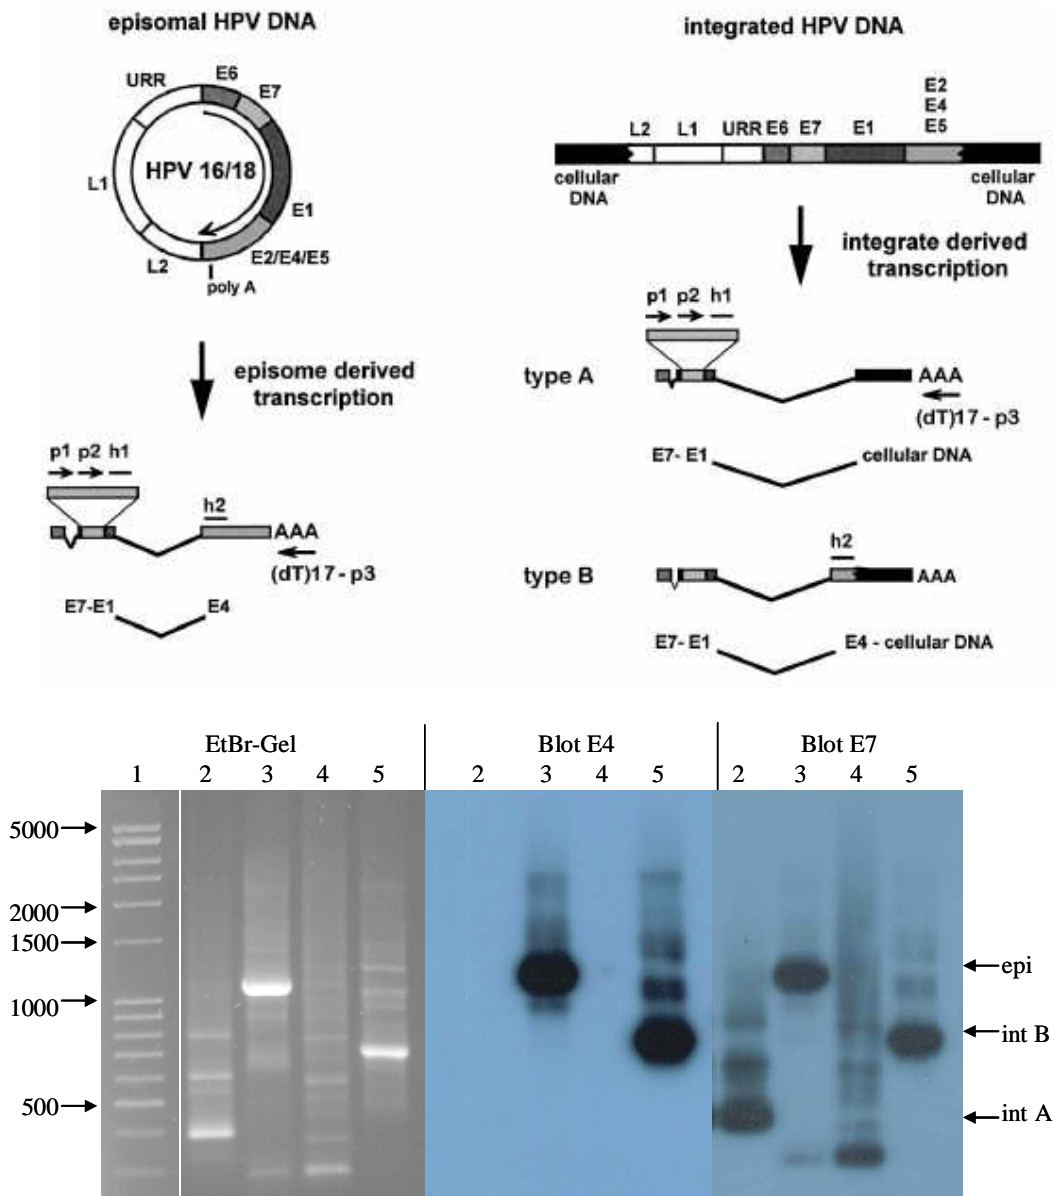 episomal HPV DNA
URR
E6
E7
HPV 16/18
L1
E1
L2
E2/E4/E5
poly A
episome derived
transcription
p1 p2 h1
h2
AAA
(dT)17 - p3
E7-E1
E4
integrated HPV DNA
E2
E4
E5
L2 L1 URR E6 E7 E1
cellular
DNA
cellular
DNA
integrate derived
transcription
p1 p2 h1
type A
AAA
(dT)17 - p3
E7- E1
cellular DNA
h2
type B
AAA
E7- E1
E4 - cellular DNA
EtBr-Gel
Blot E4
Blot E7
1 2 3 4 5
2 3 4 5
2 3 4 5
5000
2000
1500
1000
500
epi
int B
int A